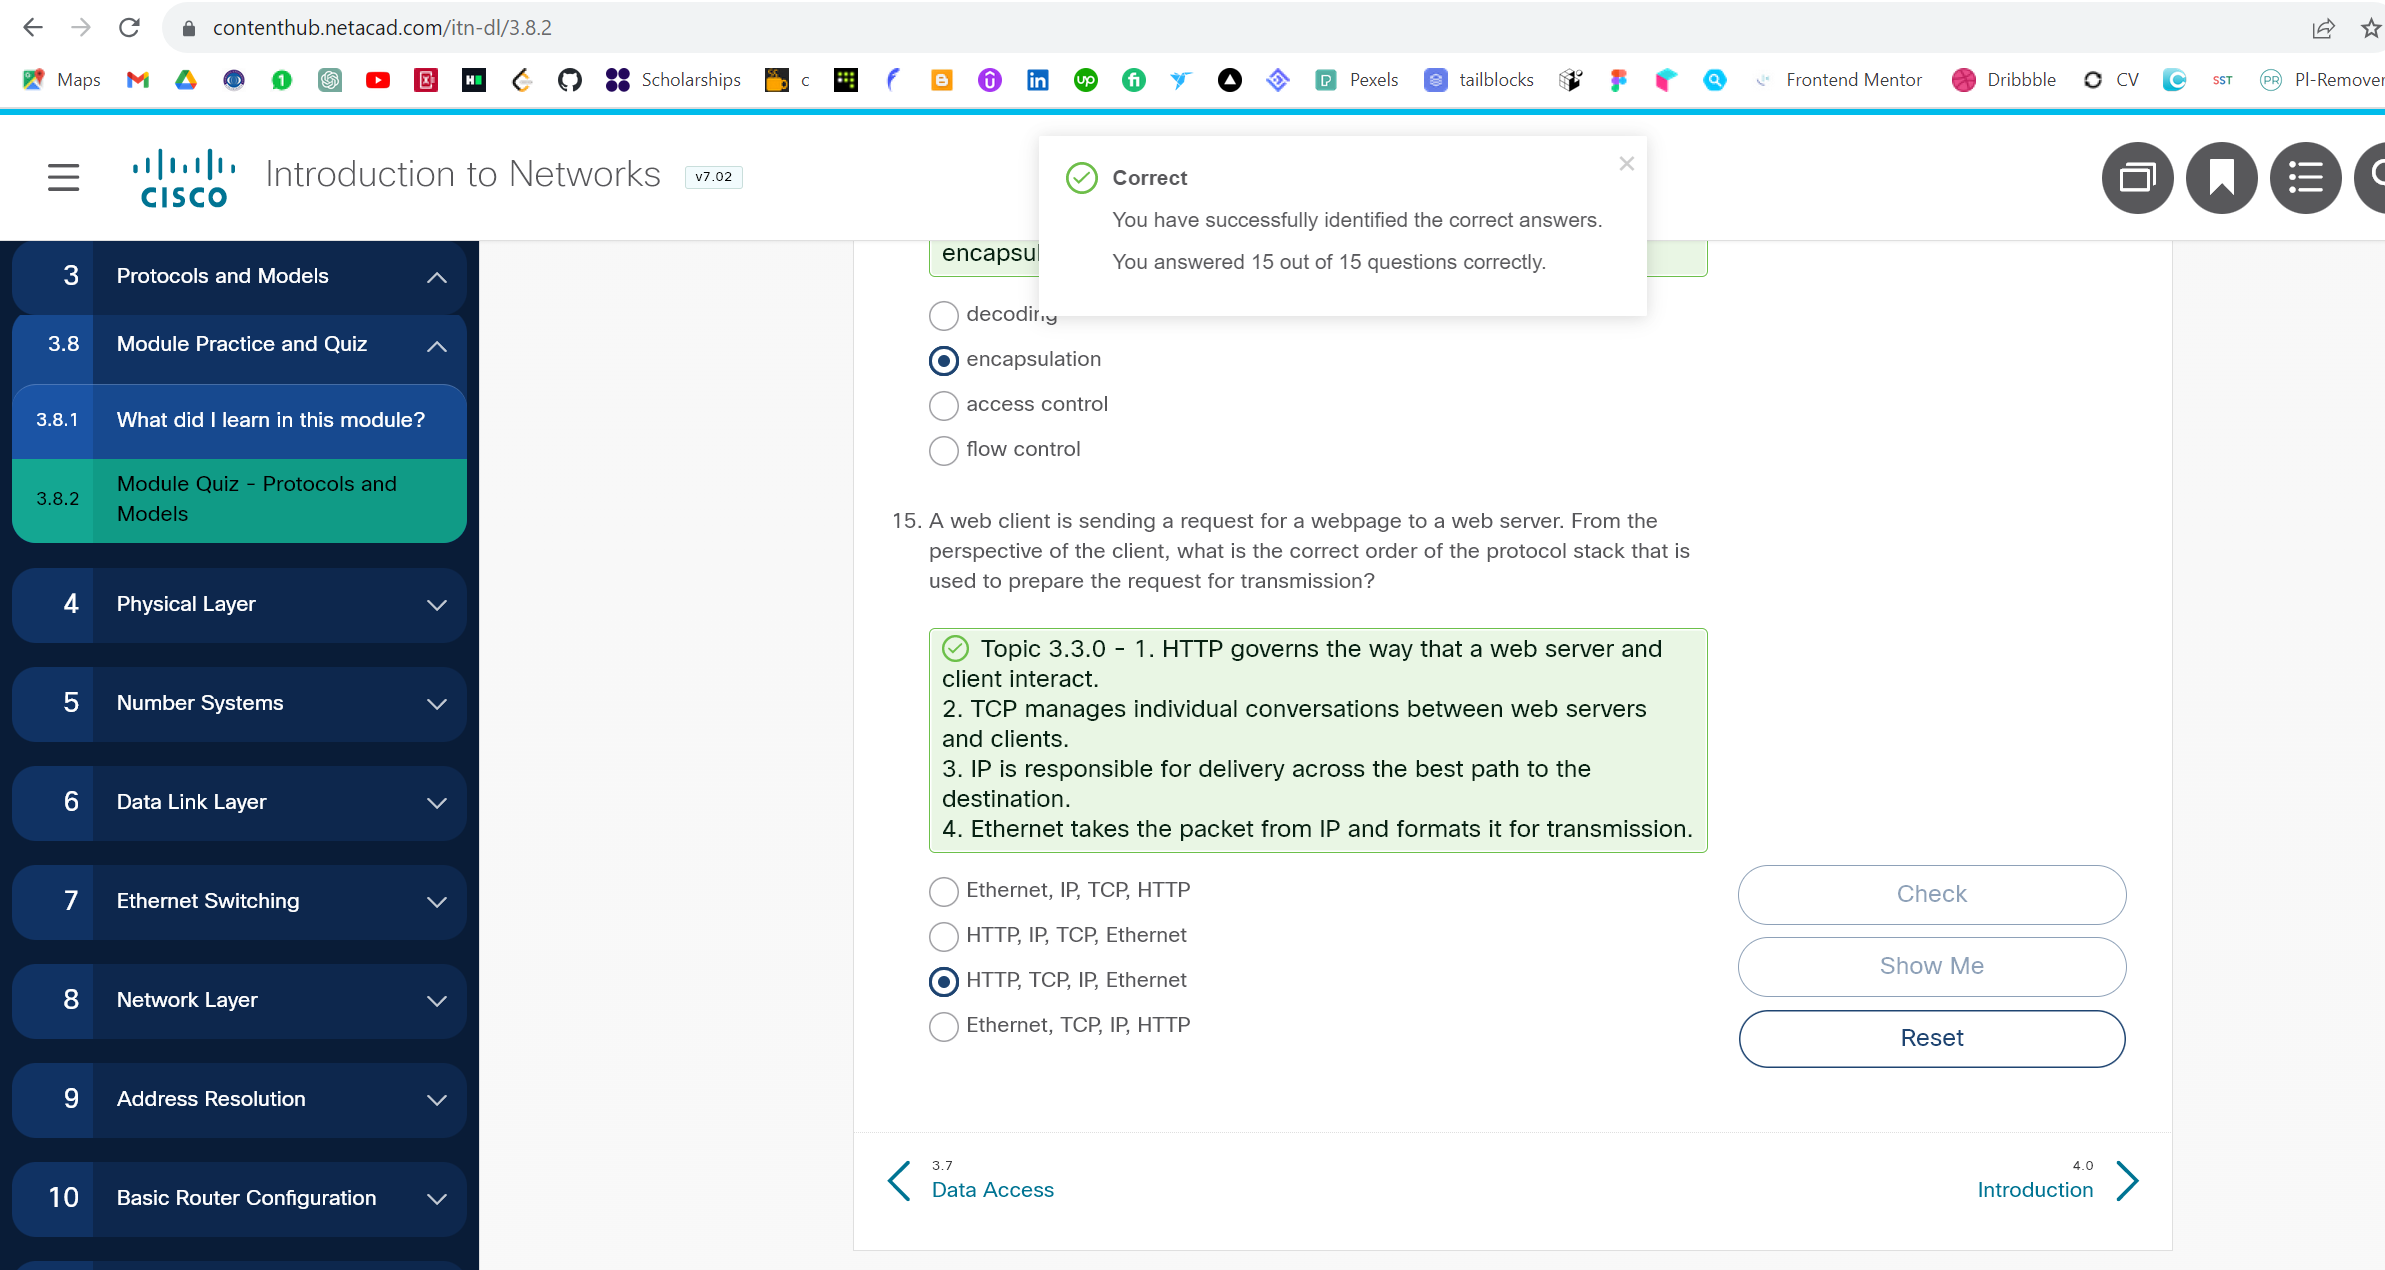 contenthub.netacad.com/itn-dl/3.8.2
Maps
Scholarships
c
Pexels
tailblocks
Frontend Mentor
Dribbble
CV
SST
PR
Pl-Remover
CISCO
Introduction to Networks
v7.02
Correct
You have successfully identified the correct answers.
You answered 15 out of 15 questions correctly.
3 Protocols and Models
3.8 Module Practice and Quiz
3.8.1 What did I learn in this module?
3.8.2 Module Quiz - Protocols and
Models
4 Physical Layer
5 Number Systems
6 Data Link Layer
7 Ethernet Switching
8 Network Layer
9 Address Resolution
10 Basic Router Configuration
decoding
encapsulation
access control
flow control
15. A web client is sending a request for a webpage to a web server. From the
perspective of the client, what is the correct order of the protocol stack that is
used to prepare the request for transmission?
Topic 3.3.0 - 1. HTTP governs the way that a web server and
client interact.
2. TCP manages individual conversations between web servers
and clients.
3. IP is responsible for delivery across the best path to the
destination.
4. Ethernet takes the packet from IP and formats it for transmission.
Ethernet, IP, TCP, HTTP
HTTP, IP, TCP, Ethernet
HTTP, TCP, IP, Ethernet
Ethernet, TCP, IP, HTTP
Check
Show Me
Reset
3.7
Data Access
4.0
Introduction